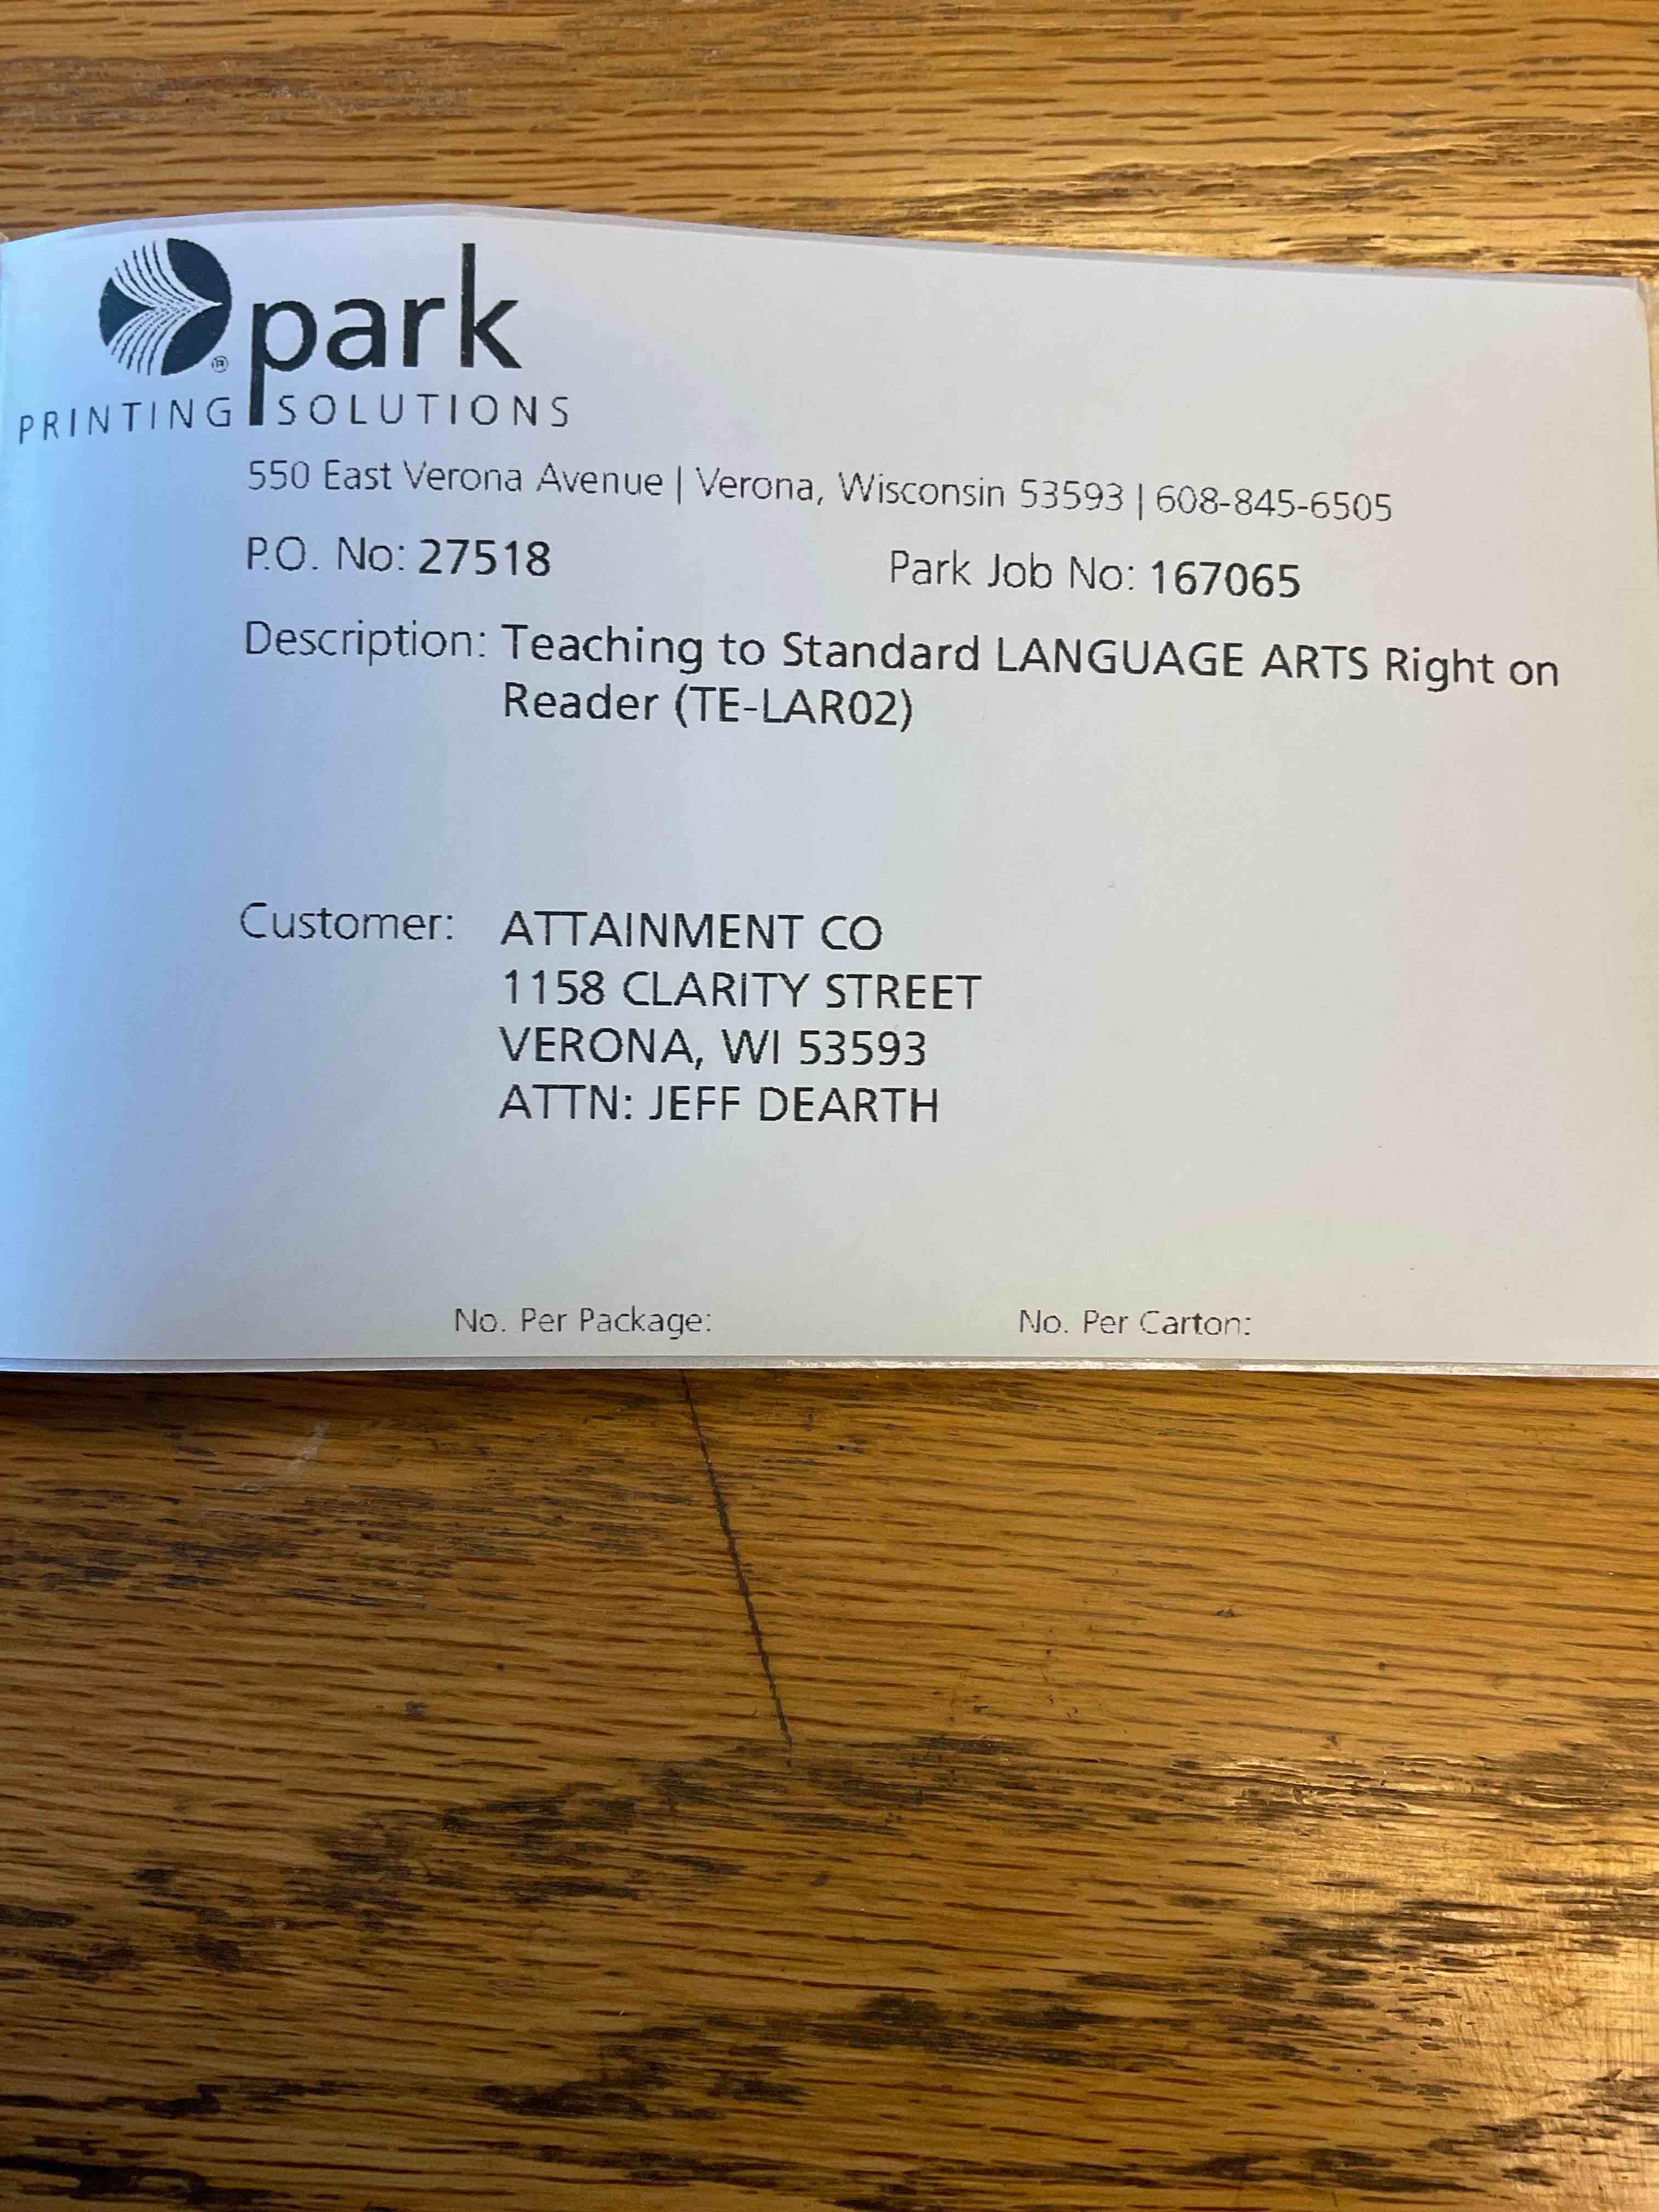 park
PRINTING SOLUTIONS
550 East Verona Avenue | Verona, Wisconsin 53593 | 608-845-6505
P.O. No: 27518 Park Job No: 167065
Description: Teaching to Standard LANGUAGE ARTS Right on
Reader (TE-LAR02)
Customer: ATTAINMENT CO
1158 CLARITY STREET
VERONA, WI 53593
ATTN: JEFF DEARTH
No. Per Package: No. Per Carton: